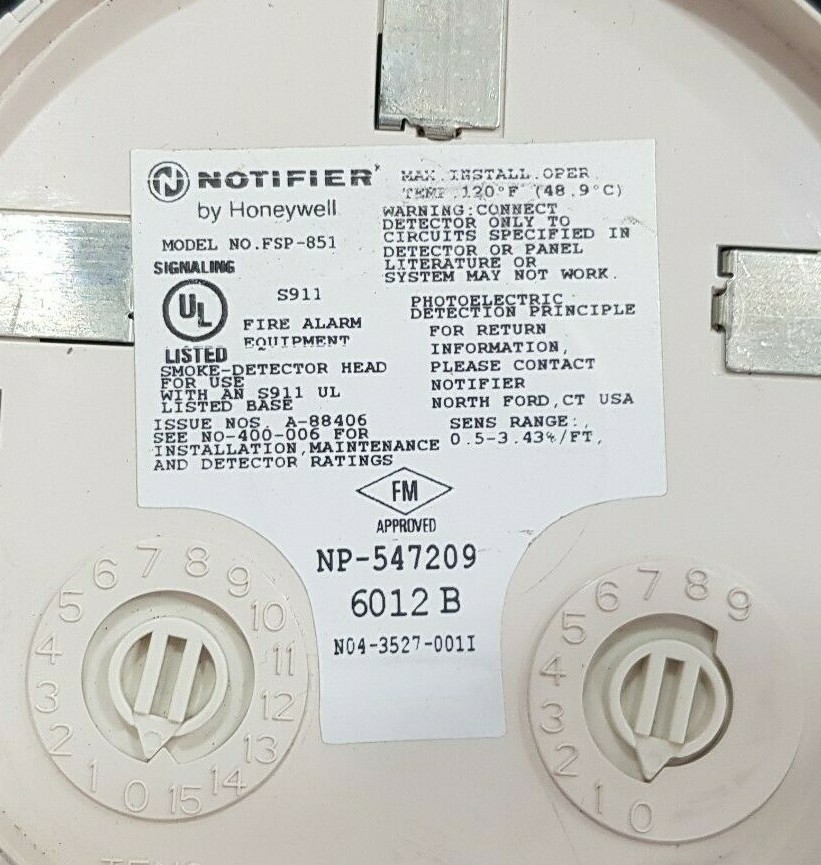 NOTIFIER
by Honeywell
MODEL NO.FSP-851
SIGNALING
UL
S911
FIRE ALARM
EQUIPMENT
LISTED
SMOKE-DETECTOR HEAD
FOR USE
WITH AN S911 UL
LISTED BASE
ISSUE NOS. A-88406
SEE NO-400-006 FOR
INSTALLATION,MAINTENANCE
AND DETECTOR RATINGS
MAX.INSTALL.OPER.
TEMP.120°F (48.9°C)
WARNING:CONNECT
DETECTOR ONLY TO
CIRCUITS SPECIFIED IN
DETECTOR OR PANEL
LITERATURE OR
SYSTEM MAY NOT WORK.
PHOTOELECTRIC
DETECTION PRINCIPLE
FOR RETURN
INFORMATION,
PLEASE CONTACT
NOTIFIER
NORTH FORD,CT USA
SENS RANGE:,
0.5-3.43%/FT,
FM
APPROVED
NP-547209
6012 B
N04-3527-001I
0 1 2 3 4 5 6 7 8 9 10 11 12 13 14 15
0 1 2 3 4 5 6 7 8 9